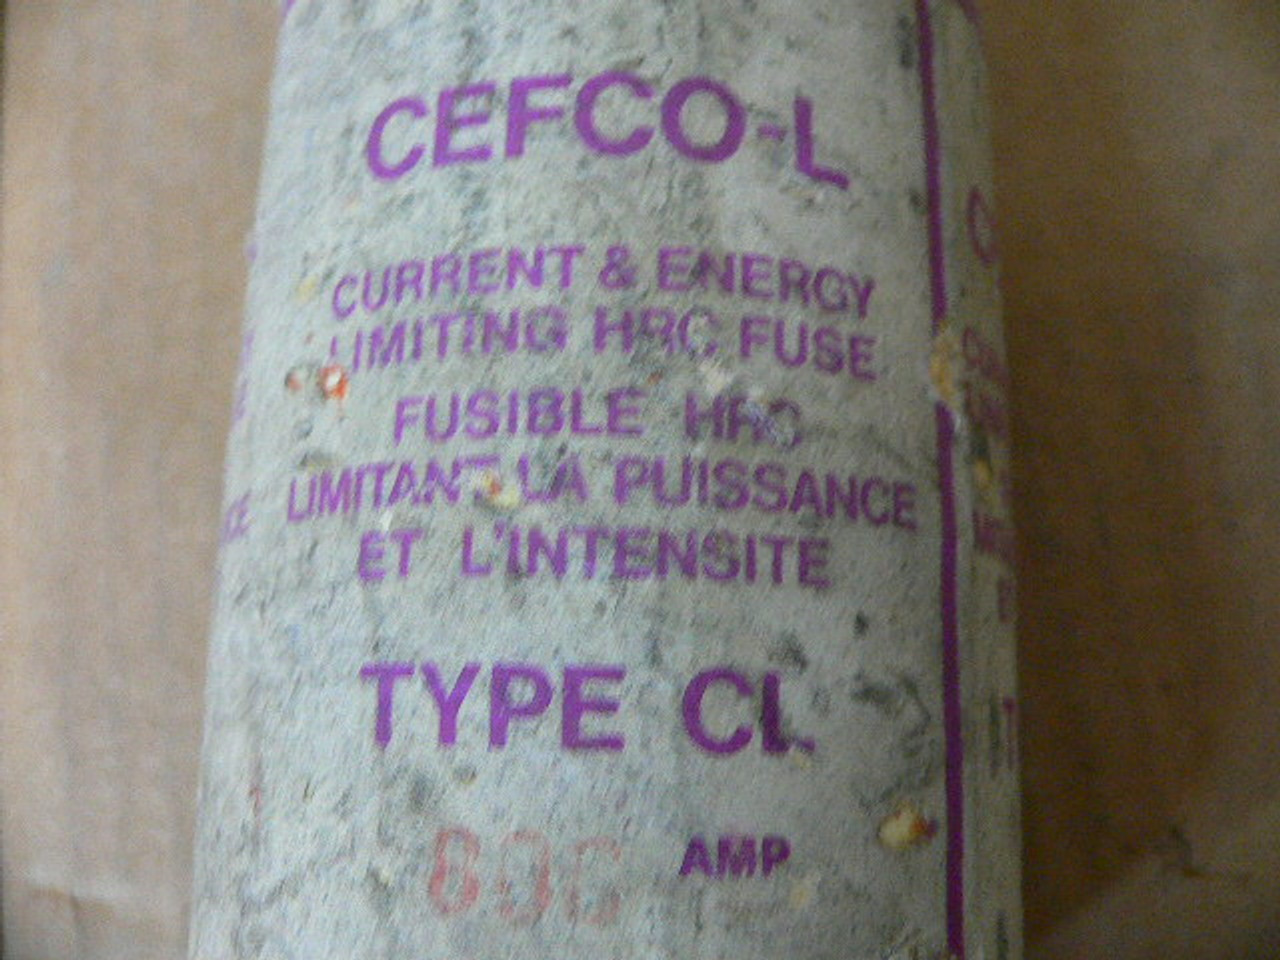 CEFCO-L
CURRENT & ENERGY
LIMITING HRC FUSE
FUSIBLE HRC
LIMITANT LA PUISSANCE
ET L'INTENSITE
TYPE CL
AMP